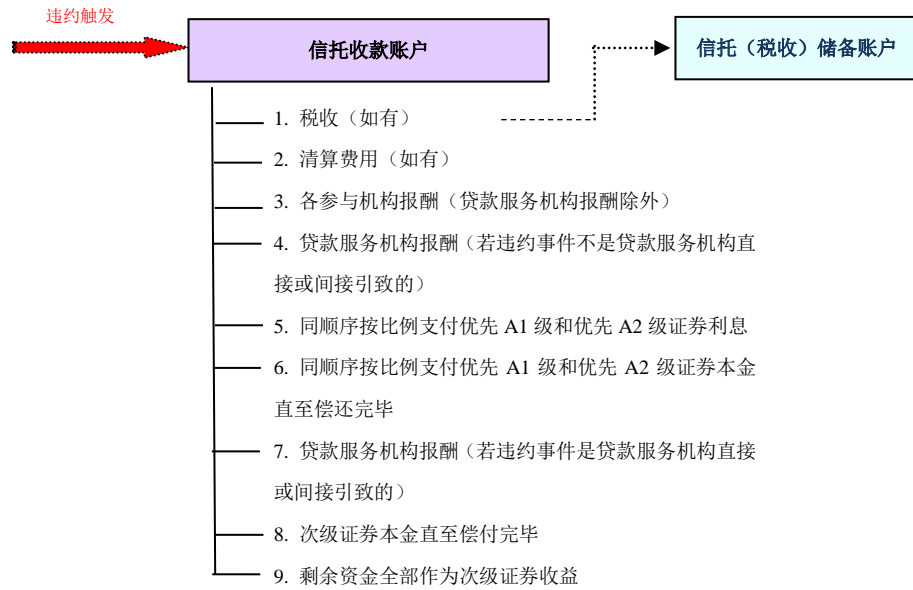 违约触发
信托收款账户
信托（税收）储备账户
1. 税收（如有）
2. 清算费用（如有）
3. 各参与机构报酬（贷款服务机构报酬除外）
4. 贷款服务机构报酬（若违约事件不是贷款服务机构直
接或间接引致的）
5. 同顺序按比例支付优先 A1 级和优先 A2 级证券利息
6. 同顺序按比例支付优先 A1 级和优先 A2 级证券本金
直至偿还完毕
7. 贷款服务机构报酬（若违约事件是贷款服务机构直接
或间接引致的）
8. 次级证券本金直至偿付完毕
9. 剩余资金全部作为次级证券收益